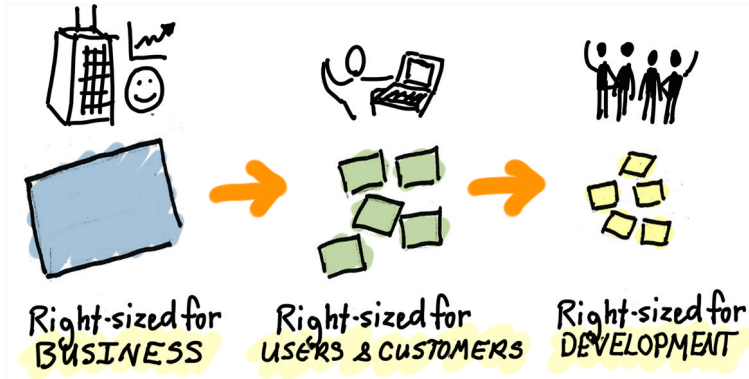 Right-sized for
BUSINESS
Right-sized for
USERS & CUSTOMERS
Right-sized for
DEVELOPMENT